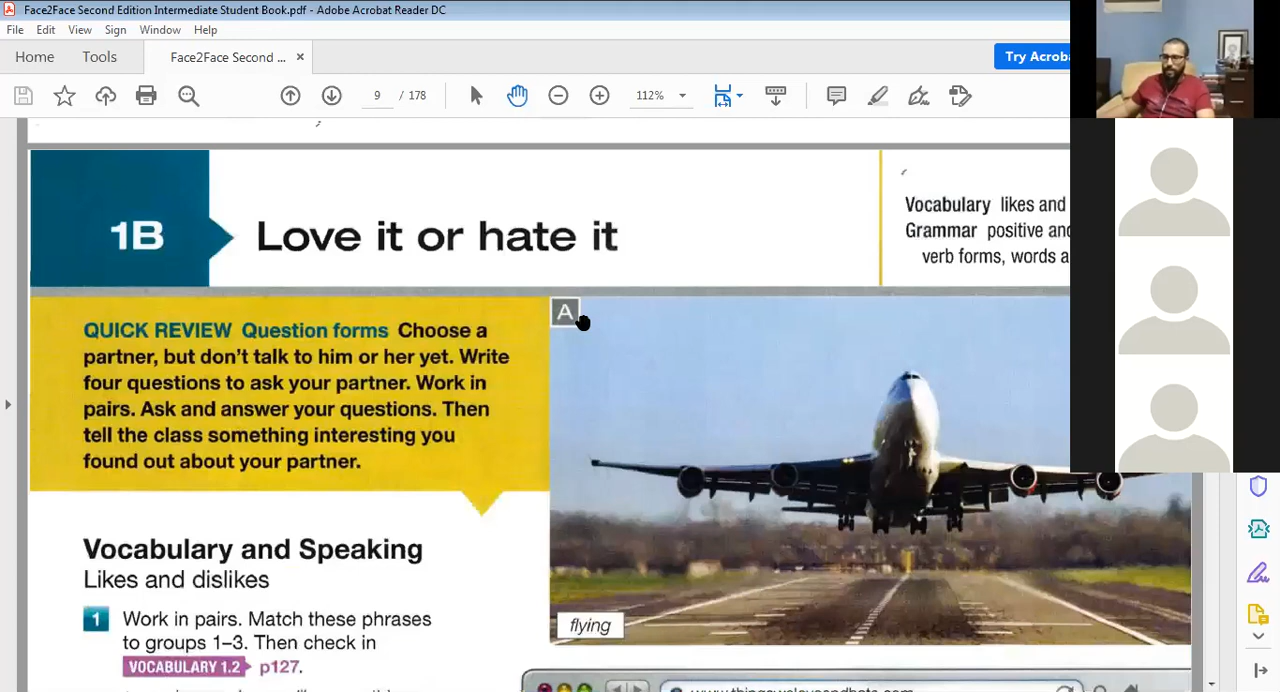 Face2Face Second Edition Intermediate Student Book.pdf - Adobe Acrobat Reader DC
File Edit View Sign Window Help
Home Tools Face2Face Second ... × Try Acroba
9 / 178 112%
1B Love it or hate it
Vocabulary likes and
Grammar positive and
verb forms, words a
QUICK REVIEW Question forms Choose a
partner, but don't talk to him or her yet. Write
four questions to ask your partner. Work in
pairs. Ask and answer your questions. Then
tell the class something interesting you
found out about your partner.
A
Vocabulary and Speaking
Likes and dislikes
1 Work in pairs. Match these phrases
to groups 1–3. Then check in
VOCABULARY 1.2 p127.
flying